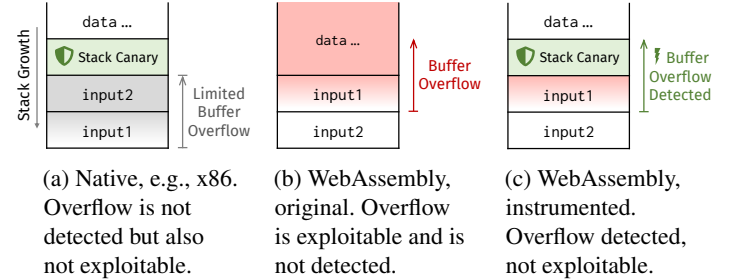 Stack Growth
data ...
Stack Canary
input2
input1
Limited
Buffer
Overflow
(a) Native, e.g., x86.
Overflow is not
detected but also
not exploitable.
data ...
input1
input2
Buffer
Overflow
(b) WebAssembly,
original. Overflow
is exploitable and is
not detected.
data ...
Stack Canary
input1
input2
Buffer
Overflow
Detected
(c) WebAssembly,
instrumented.
Overflow detected,
not exploitable.